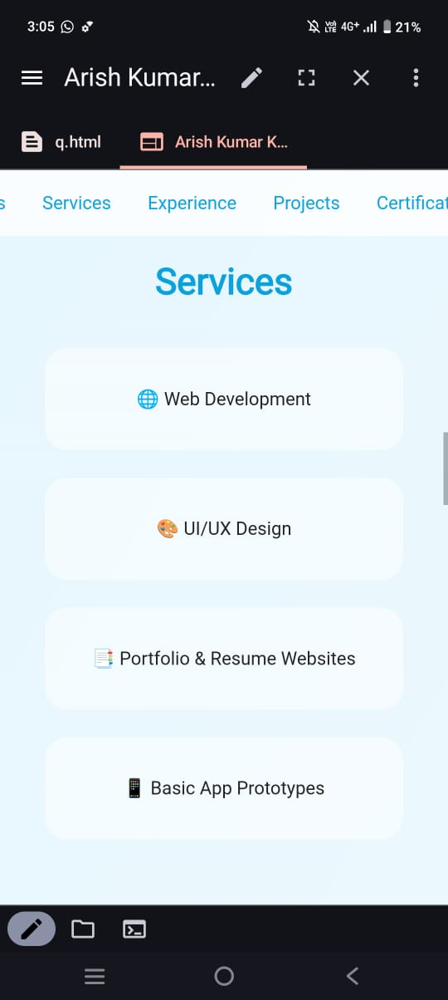 3:05 Vo) LTE 4G+ 21%
Arish Kumar...
q.html Arish Kumar K...
s Services Experience Projects Certificat
Services
🌐 Web Development
🎨 UI/UX Design
📑 Portfolio & Resume Websites
📱 Basic App Prototypes